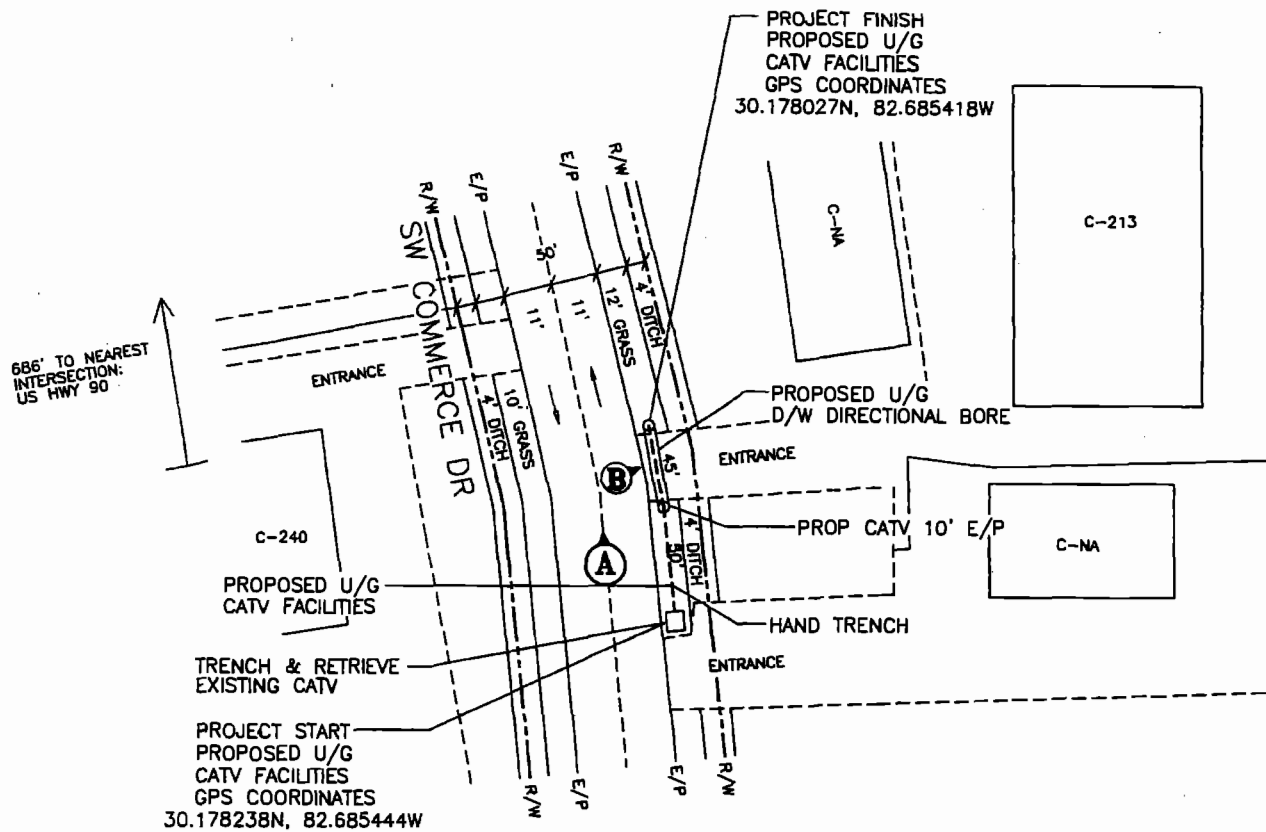 PROJECT FINISH
PROPOSED U/G
CATV FACILITIES
GPS COORDINATES
30.178027N, 82.685418W
E/P
R/W
R/W
E/P
C-NA
C-213
SW COMMERCE DR
50'
11'
11'
12' GRASS
4' DITCH
686' TO NEAREST
INTERSECTION:
US HWY 90
ENTRANCE
4' DITCH
10' GRASS
PROPOSED U/G
D/W DIRECTIONAL BORE
B
45'
ENTRANCE
PROP CATV 10' E/P
C-240
A
50'
4' DITCH
C-NA
PROPOSED U/G
CATV FACILITIES
HAND TRENCH
TRENCH & RETRIEVE
EXISTING CATV
ENTRANCE
PROJECT START
PROPOSED U/G
CATV FACILITIES
GPS COORDINATES
30.178238N, 82.685444W
R/W
E/P
E/P
R/W